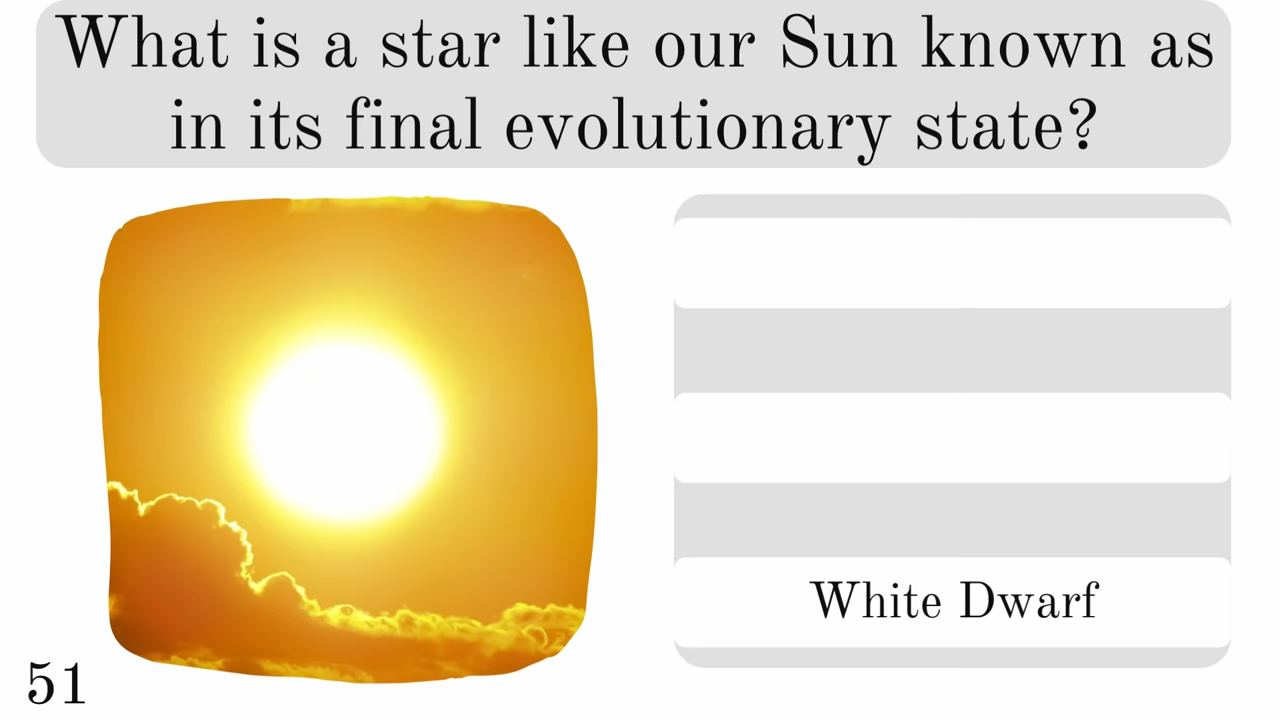 What is a star like our Sun known as
in its final evolutionary state?
White Dwarf
51